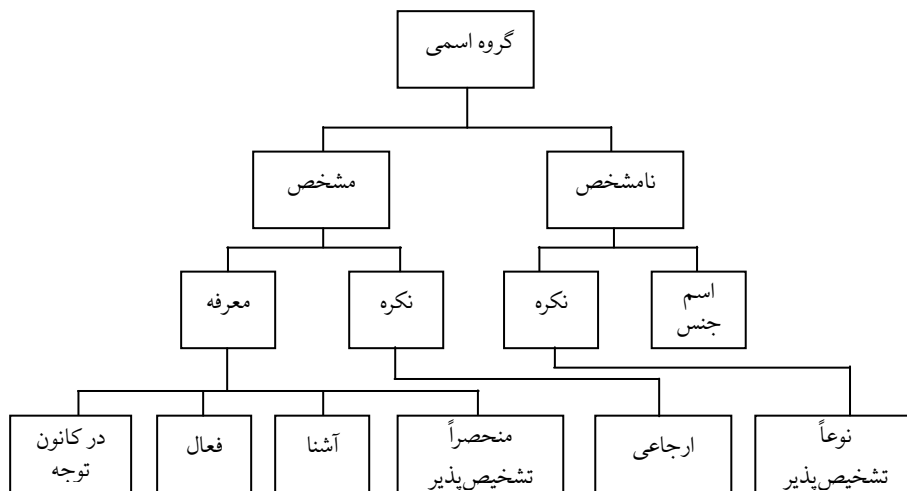 گروه اسمی
نامشخص
مشخص
اسم
جنس
نکره
نکره
معرفه
نوعاً
تشخیص‌پذیر
ارجاعی
منحصراً
تشخیص‌پذیر
آشنا
فعال
در کانون
توجه